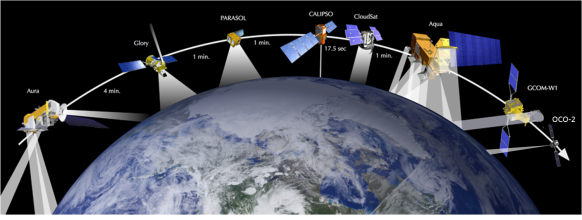 Aura
4 min.
Glory
1 min.
PARASOL
1 min.
CALIPSO
17.5 sec
CloudSat
1 min.
Aqua
GCOM-W1
OCO-2